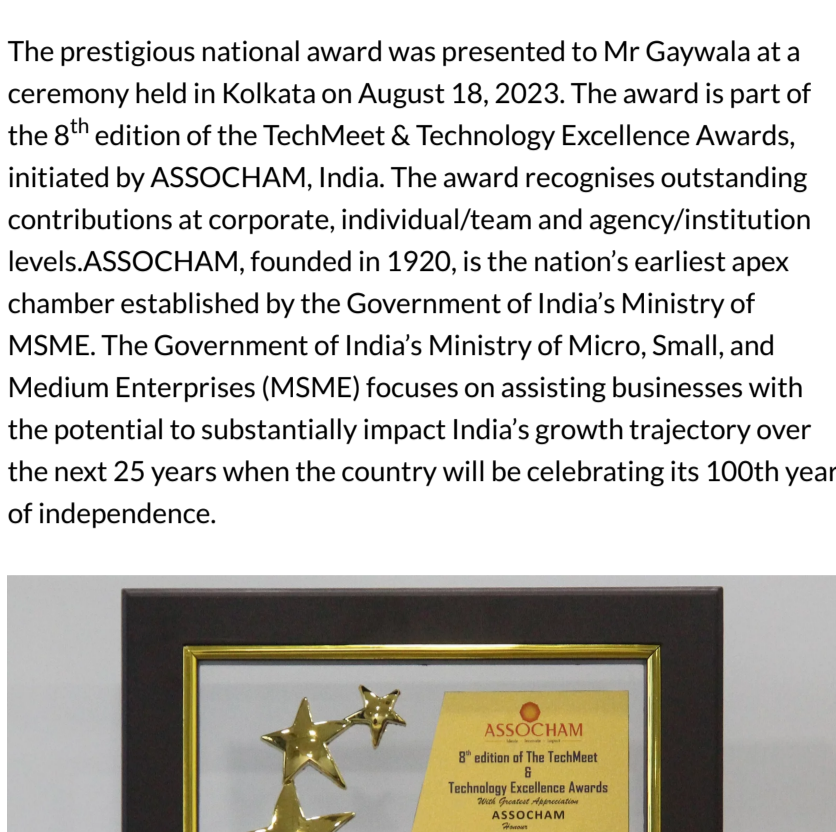 The prestigious national award was presented to Mr Gaywala at a
ceremony held in Kolkata on August 18, 2023. The award is part of
the 8th edition of the TechMeet & Technology Excellence Awards,
initiated by ASSOCHAM, India. The award recognises outstanding
contributions at corporate, individual/team and agency/institution
levels.ASSOCHAM, founded in 1920, is the nation’s earliest apex
chamber established by the Government of India’s Ministry of
MSME. The Government of India’s Ministry of Micro, Small, and
Medium Enterprises (MSME) focuses on assisting businesses with
the potential to substantially impact India’s growth trajectory over
the next 25 years when the country will be celebrating its 100th year
of independence.
ASSOCHAM
8th edition of The TechMeet
&
Technology Excellence Awards
With Greatest Appreciation
ASSOCHAM
Honour